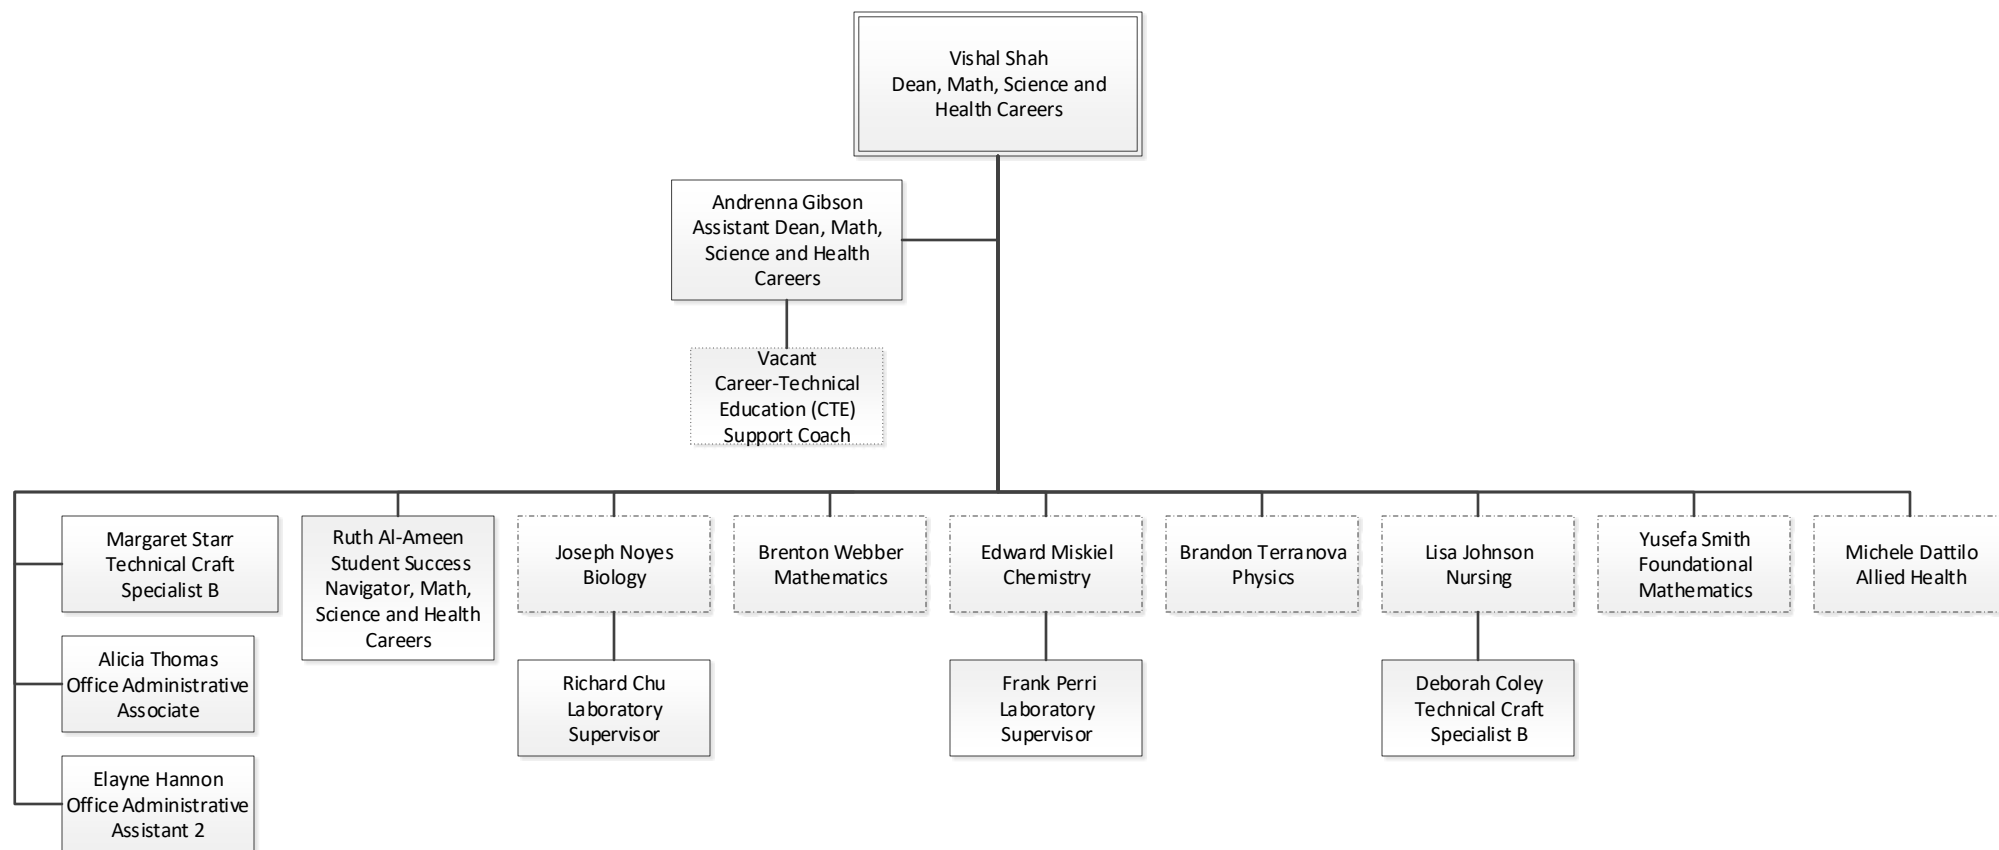 Vishal Shah
Dean, Math, Science and
Health Careers
Andrenna Gibson
Assistant Dean, Math,
Science and Health
Careers
Vacant
Career-Technical
Education (CTE)
Support Coach
Margaret Starr
Technical Craft
Specialist B
Alicia Thomas
Office Administrative
Associate
Elayne Hannon
Office Administrative
Assistant 2
Ruth Al-Ameen
Student Success
Navigator, Math,
Science and Health
Careers
Joseph Noyes
Biology
Richard Chu
Laboratory
Supervisor
Brenton Webber
Mathematics
Edward Miskiel
Chemistry
Frank Perri
Laboratory
Supervisor
Brandon Terranova
Physics
Lisa Johnson
Nursing
Deborah Coley
Technical Craft
Specialist B
Yusefa Smith
Foundational
Mathematics
Michele Dattilo
Allied Health